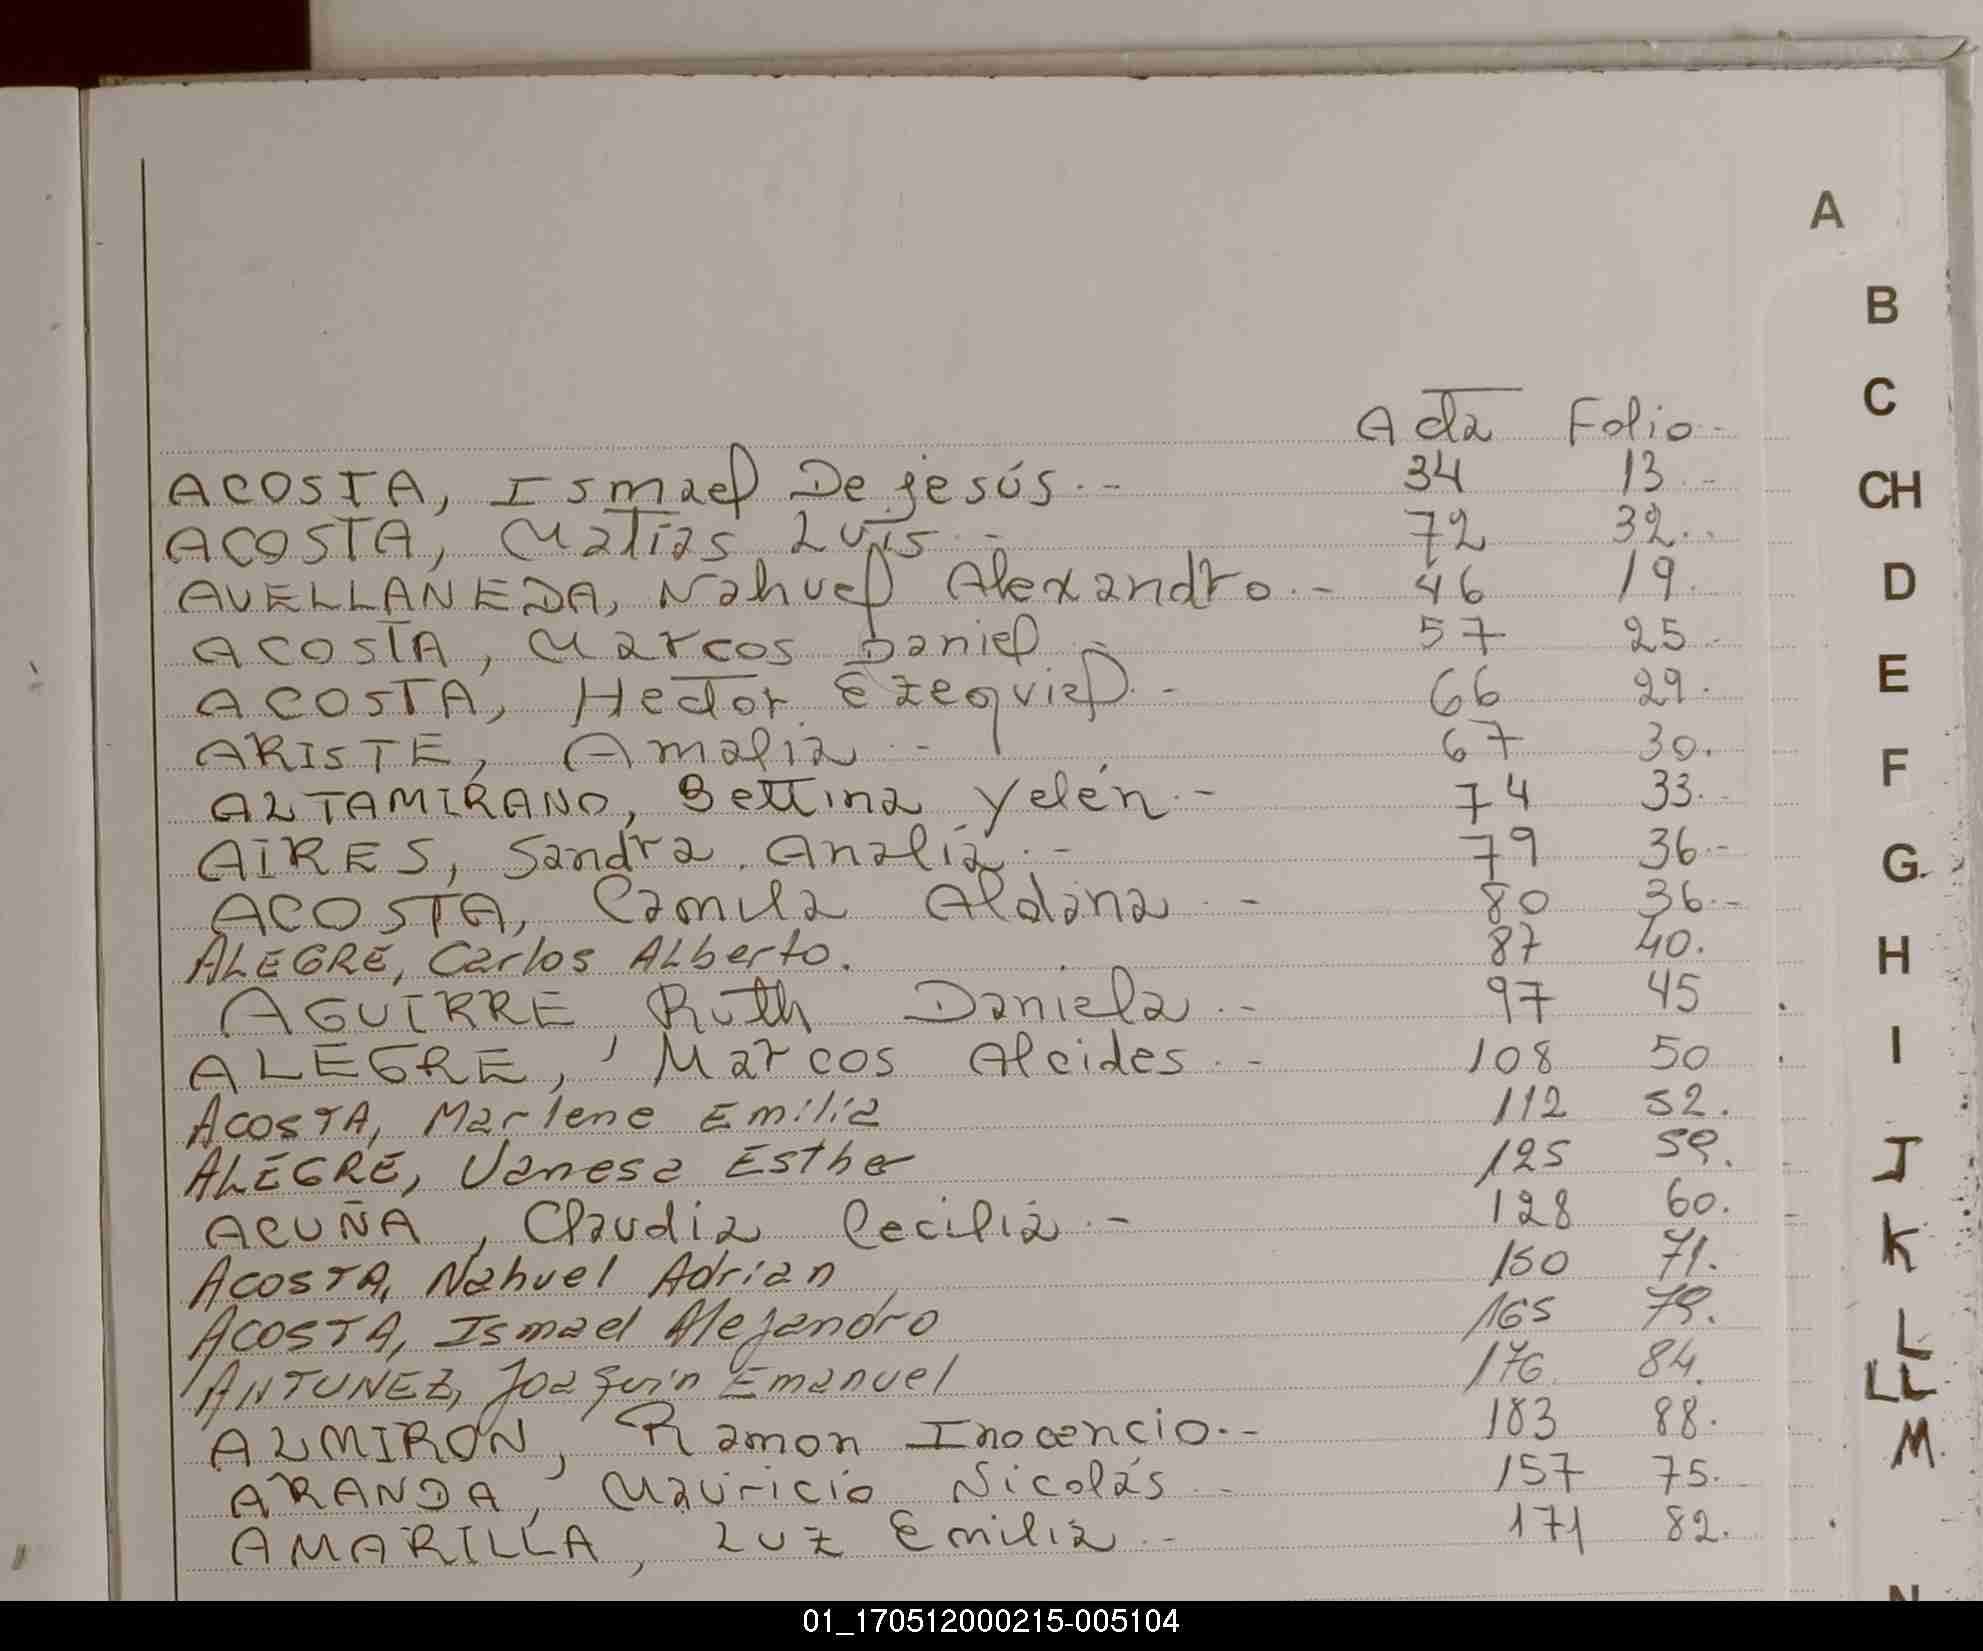 A
B
C
Acta Folio.
ACOSTA, Ismael De jesús.-- 34 13.-
CH
ACOSTA, Matias Luis.- 72 32..
AVELLANEDA, Nahuel Alexandro.- 46 19.
D
ACOSTA, Marcos Daniel.- 57 25.-
ACOSTA, Hector Ezequiel.- 66 29.
E
ARISTE, Amalia.- 67 30.
ALTAMIRANO, Bettina Yelén.- 74 33.-
F
AIRES, Sandra Analia.- 79 36.-
G
ACOSTA, Camila Aldana.- 80 36.-
ALEGRE, Carlos ALberto. 87 40.
H
AGUIRRE, Ruth Daniela.- 97 45
ALEGRE, Marcos Alcides.- 108 50
I
ACOSTA, Marlene Emilia 112 52.
ALEGRE, Vanesa Esther 125 59.
J
ACUÑA, Claudia Cecilia.- 128 60.
ACOSTA, Nahuel Adrian 150 71.
K
ACOSTA, Ismael Alejandro 165 79.
L
ANTUNEZ, Joaquin Emanuel 176 84.
LL
ALMIRON, Ramon Inocencio.- 183 88.
M.
ARANDA, Mauricio Nicolás.- 157 75.
AMARILLA, Luz Emilia.- 171 82.
N
01_170512000215-005104